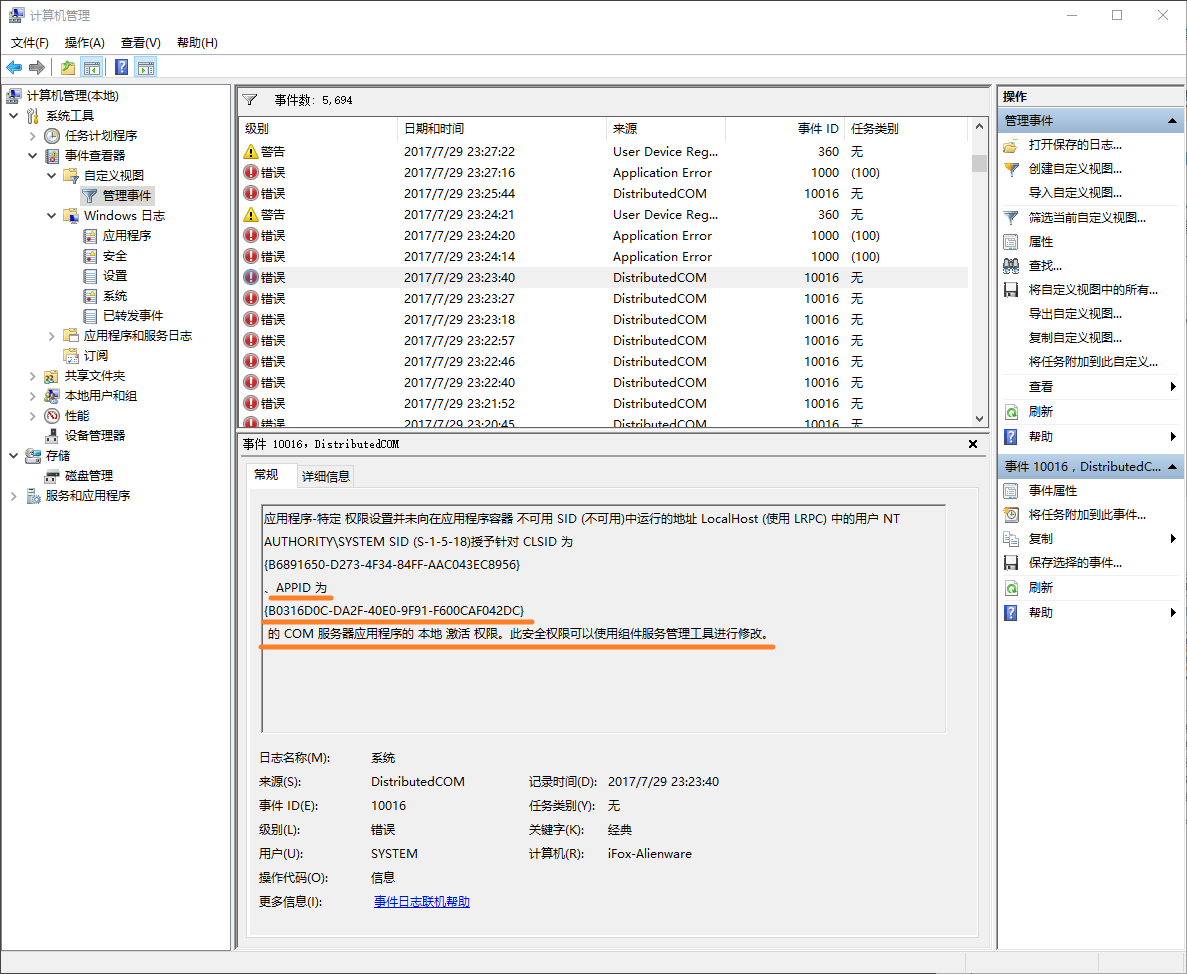 计算机管理
文件(F) 操作(A) 查看(V) 帮助(H)
计算机管理(本地)
系统工具
任务计划程序
事件查看器
自定义视图
管理事件
Windows 日志
应用程序
安全
设置
系统
已转发事件
应用程序和服务日志
订阅
共享文件夹
本地用户和组
性能
设备管理器
存储
磁盘管理
服务和应用程序
事件数: 5,694
级别 日期和时间 来源 事件 ID 任务类别
警告 2017/7/29 23:27:22 User Device Reg... 360 无
错误 2017/7/29 23:27:16 Application Error 1000 (100)
错误 2017/7/29 23:25:44 DistributedCOM 10016 无
警告 2017/7/29 23:24:21 User Device Reg... 360 无
错误 2017/7/29 23:24:20 Application Error 1000 (100)
错误 2017/7/29 23:24:14 Application Error 1000 (100)
错误 2017/7/29 23:23:40 DistributedCOM 10016 无
错误 2017/7/29 23:23:27 DistributedCOM 10016 无
错误 2017/7/29 23:23:18 DistributedCOM 10016 无
错误 2017/7/29 23:22:57 DistributedCOM 10016 无
错误 2017/7/29 23:22:46 DistributedCOM 10016 无
错误 2017/7/29 23:22:40 DistributedCOM 10016 无
错误 2017/7/29 23:21:52 DistributedCOM 10016 无
错误 2017/7/29 23:20:45 DistributedCOM 10016 无
事件 10016，DistributedCOM
常规 详细信息
应用程序-特定 权限设置并未向在应用程序容器 不可用 SID (不可用)中运行的地址 LocalHost (使用 LRPC) 中的用户 NT
AUTHORITY\SYSTEM SID (S-1-5-18)授予针对 CLSID 为
{B6891650-D273-4F34-84FF-AAC043EC8956}
、APPID 为
{B0316D0C-DA2F-40E0-9F91-F600CAF042DC}
的 COM 服务器应用程序的 本地 激活 权限。此安全权限可以使用组件服务管理工具进行修改。
日志名称(M): 系统
来源(S): DistributedCOM 记录时间(D): 2017/7/29 23:23:40
事件 ID(E): 10016 任务类别(Y): 无
级别(L): 错误 关键字(K): 经典
用户(U): SYSTEM 计算机(R): iFox-Alienware
操作代码(O): 信息
更多信息(I): 事件日志联机帮助
操作
管理事件
打开保存的日志...
创建自定义视图...
导入自定义视图...
筛选当前自定义视图...
属性
查找...
将自定义视图中的所有...
导出自定义视图...
复制自定义视图...
将任务附加到此自定义...
查看
刷新
帮助
事件 10016，DistributedC...
事件属性
将任务附加到此事件...
复制
保存选择的事件...
刷新
帮助